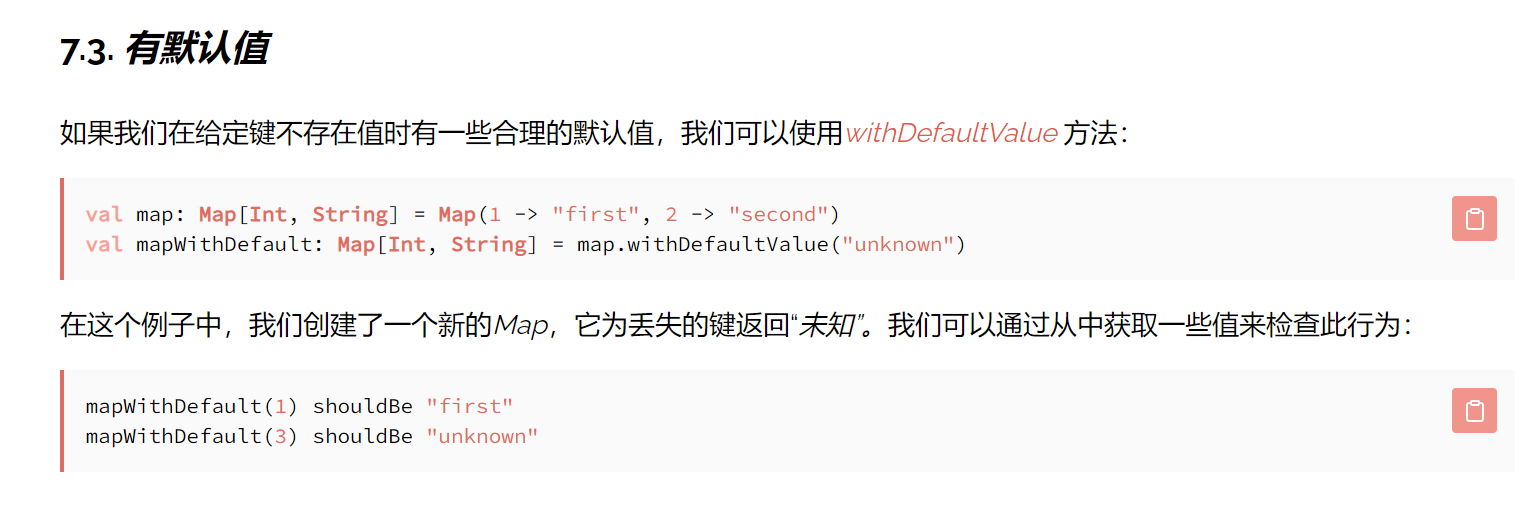 7.3. 有默认值
如果我们在给定键不存在值时有一些合理的默认值，我们可以使用withDefaultValue 方法：
val map: Map[Int, String] = Map(1 -> "first", 2 -> "second")
val mapWithDefault: Map[Int, String] = map.withDefaultValue("unknown")
在这个例子中，我们创建了一个新的Map，它为丢失的键返回“未知”。我们可以通过从中获取一些值来检查此行为：
mapWithDefault(1) shouldBe "first"
mapWithDefault(3) shouldBe "unknown"